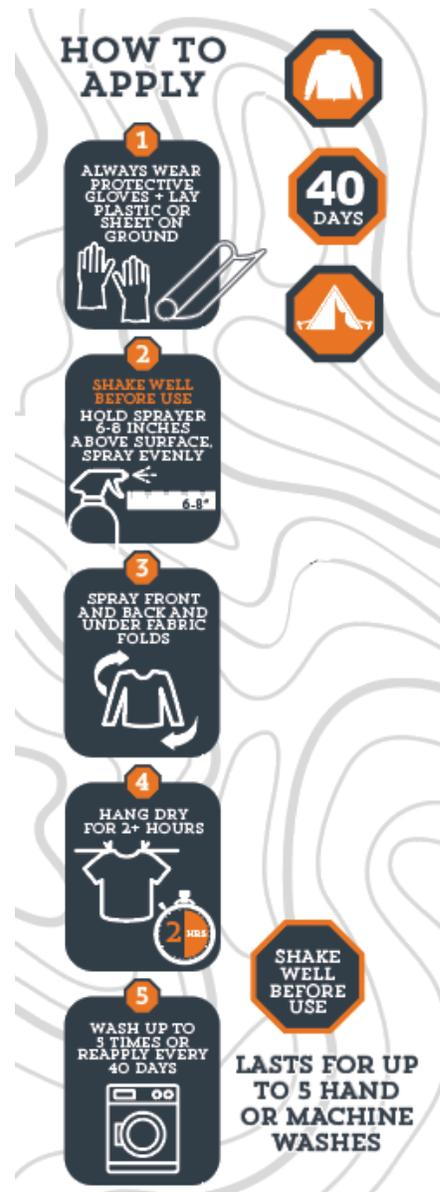 HOW TO
APPLY
1
ALWAYS WEAR
PROTECTIVE
GLOVES + LAY
PLASTIC OR
SHEET ON
GROUND
40
DAYS
2
SHAKE WELL
BEFORE USE
HOLD SPRAYER
6-8 INCHES
ABOVE SURFACE,
SPRAY EVENLY
6-8"
3
SPRAY FRONT
AND BACK AND
UNDER FABRIC
FOLDS
4
HANG DRY
FOR 2+ HOURS
2 HRS
5
WASH UP TO
5 TIMES OR
REAPPLY EVERY
40 DAYS
SHAKE
WELL
BEFORE
USE
LASTS FOR UP
TO 5 HAND
OR MACHINE
WASHES